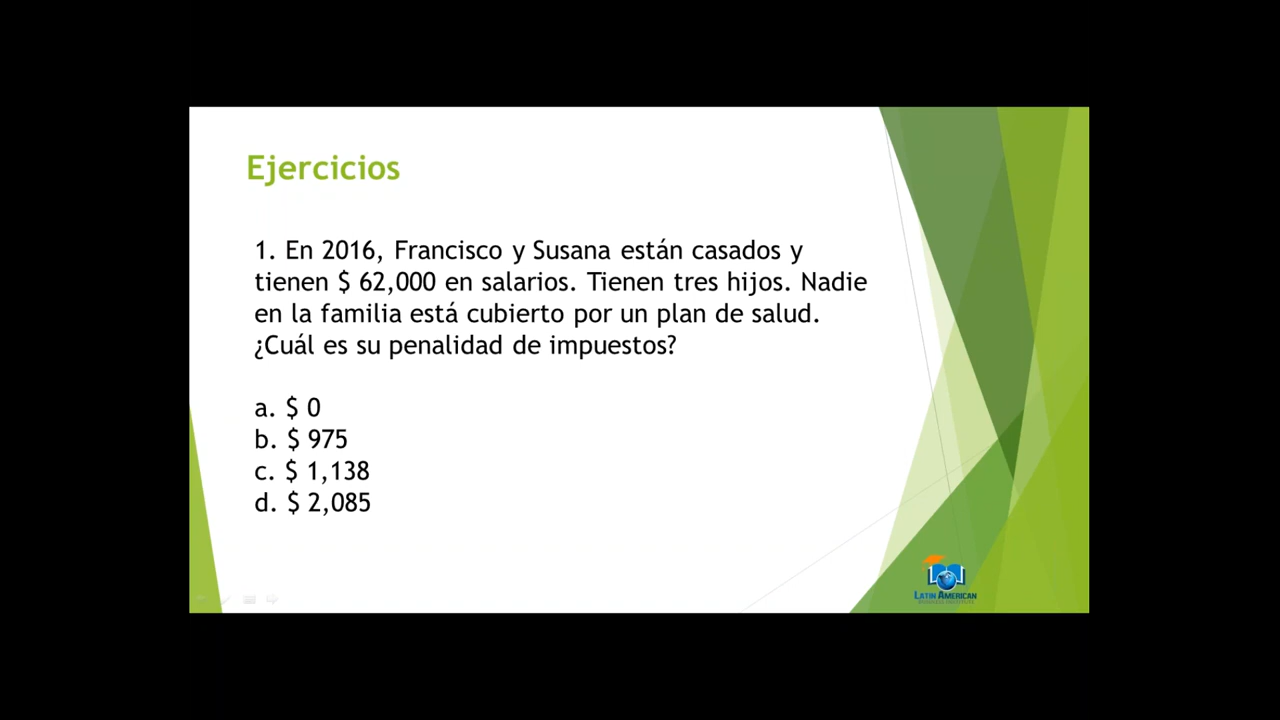 Ejercicios
1. En 2016, Francisco y Susana están casados y
tienen $ 62,000 en salarios. Tienen tres hijos. Nadie
en la familia está cubierto por un plan de salud.
¿Cuál es su penalidad de impuestos?
a. $ 0
b. $ 975
c. $ 1,138
d. $ 2,085
LATIN AMERICAN